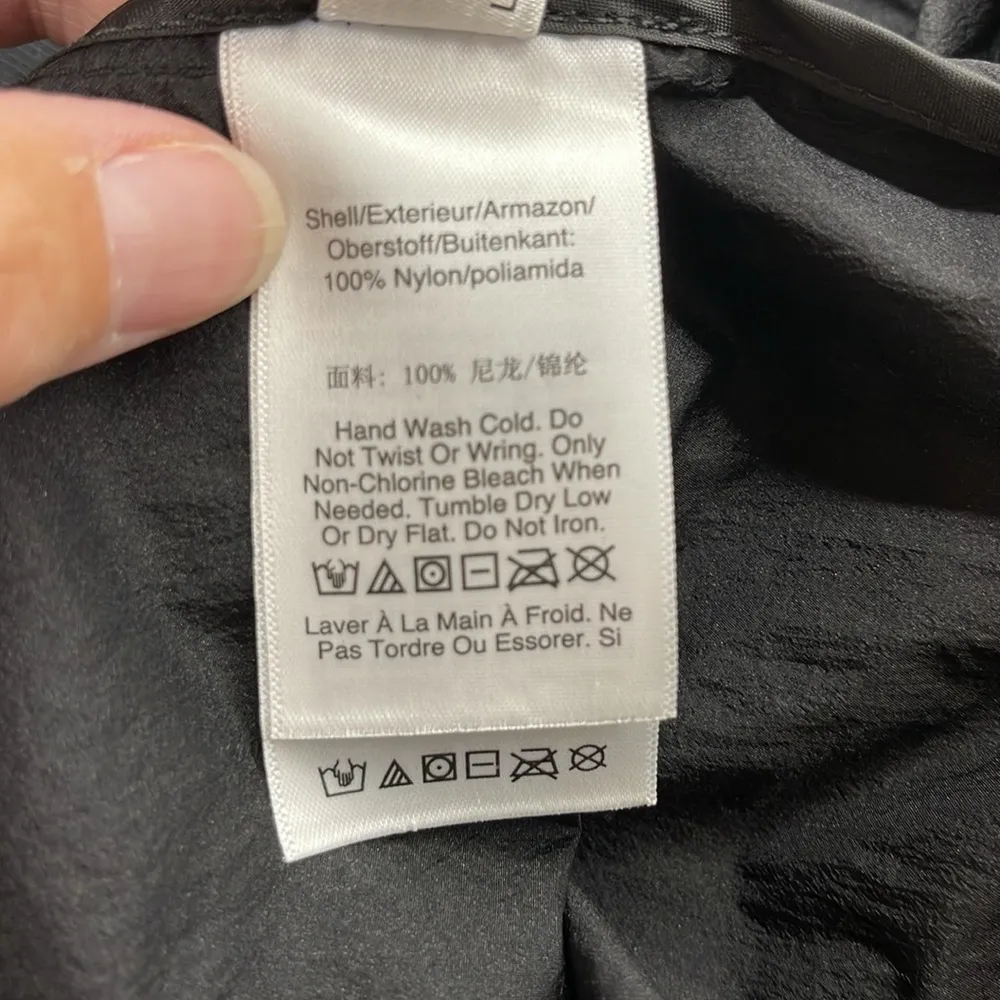 Shell/Exterieur/Armazon/
Oberstoff/Buitenkant:
100% Nylon/poliamida
面料: 100% 尼龙/锦纶
Hand Wash Cold. Do
Not Twist Or Wring. Only
Non-Chlorine Bleach When
Needed. Tumble Dry Low
Or Dry Flat. Do Not Iron.
Laver À La Main À Froid. Ne
Pas Tordre Ou Essorer. Si